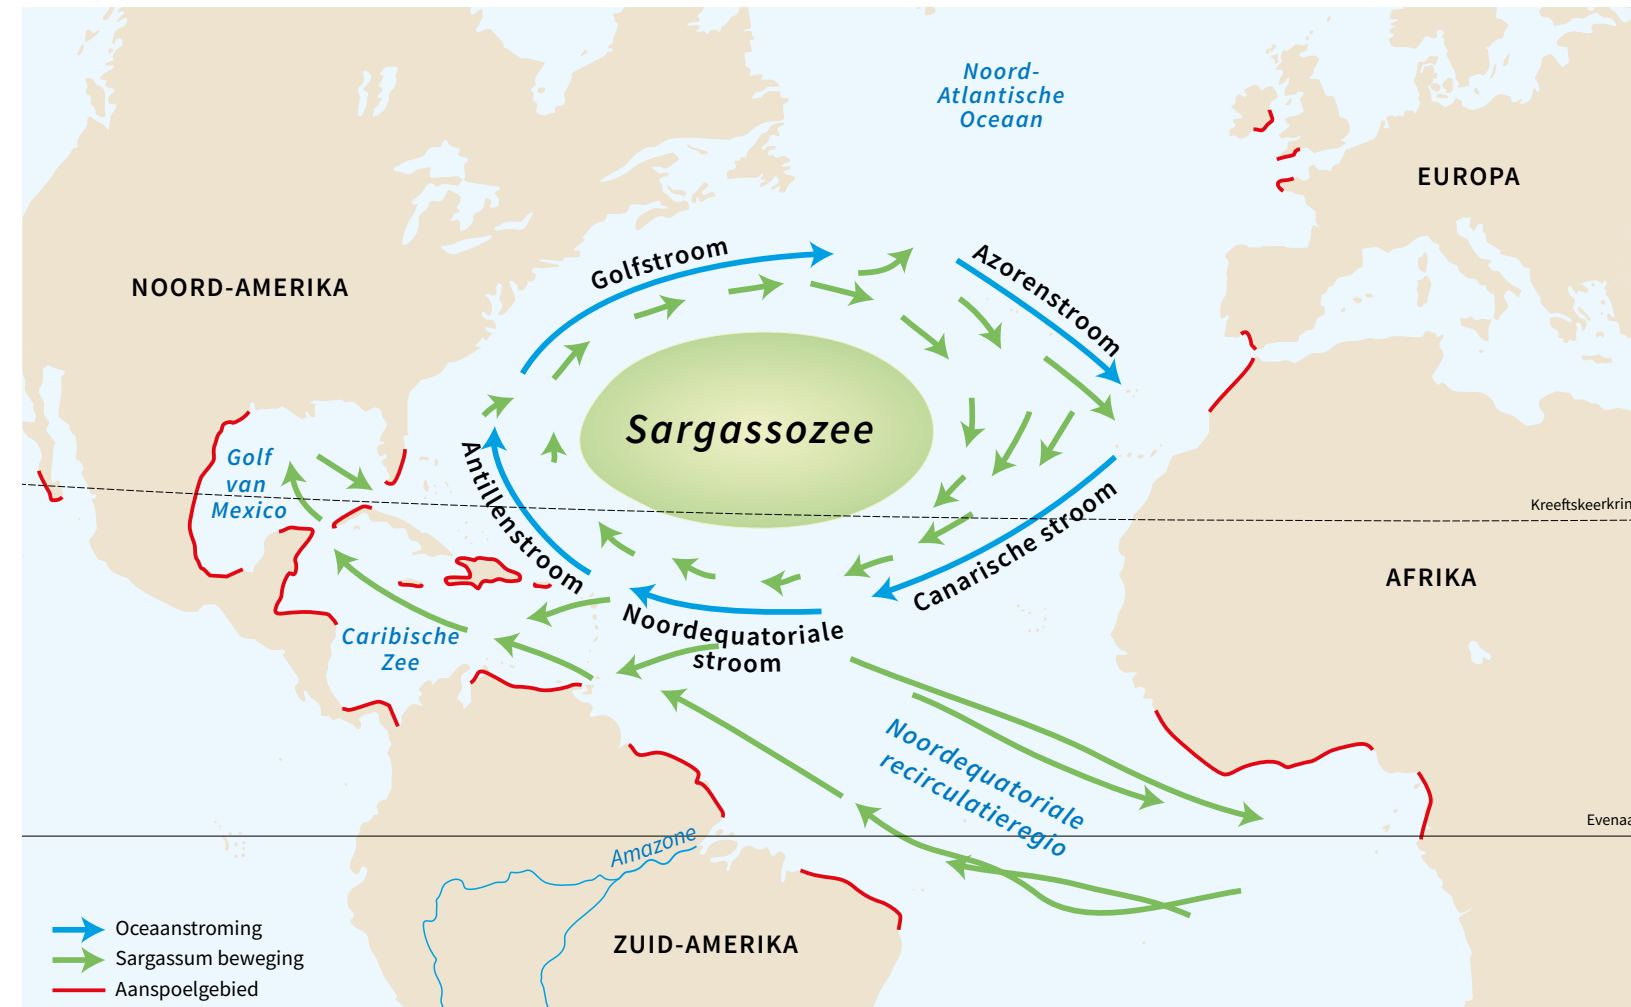 Noord-
Atlantische
Oceaan
EUROPA
NOORD-AMERIKA
Golfstroom
Azorenstroom
Sargassozee
Golf
van
Mexico
Antillenstroom
Kreeftskeerkrin
Canarische stroom
AFRIKA
Noordequatoriale
stroom
Caribische
Zee
Noordequatoriale
recirculatieregio
Evenaa
Amazone
ZUID-AMERIKA
Oceaanstroming
Sargassum beweging
Aanspoelgebied